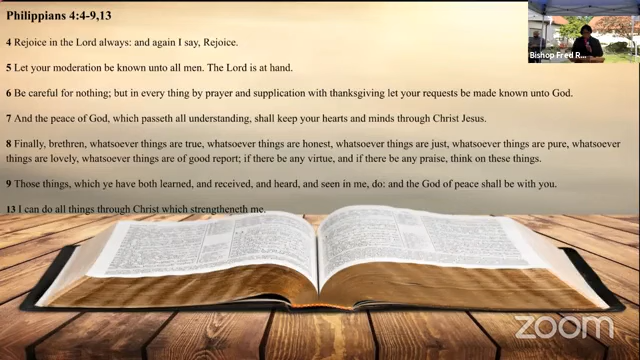 Philippians 4:4-9,13
Bishop Fred R...
4 Rejoice in the Lord always: and again I say, Rejoice.
5 Let your moderation be known unto all men. The Lord is at hand.
6 Be careful for nothing; but in every thing by prayer and supplication with thanksgiving let your requests be made known unto God.
7 And the peace of God, which passeth all understanding, shall keep your hearts and minds through Christ Jesus.
8 Finally, brethren, whatsoever things are true, whatsoever things are honest, whatsoever things are just, whatsoever things are pure, whatsoever
things are lovely, whatsoever things are of good report; if there be any virtue, and if there be any praise, think on these things.
9 Those things, which ye have both learned, and received, and heard, and seen in me, do: and the God of peace shall be with you.
13 I can do all things through Christ which strengtheneth me.
zoom